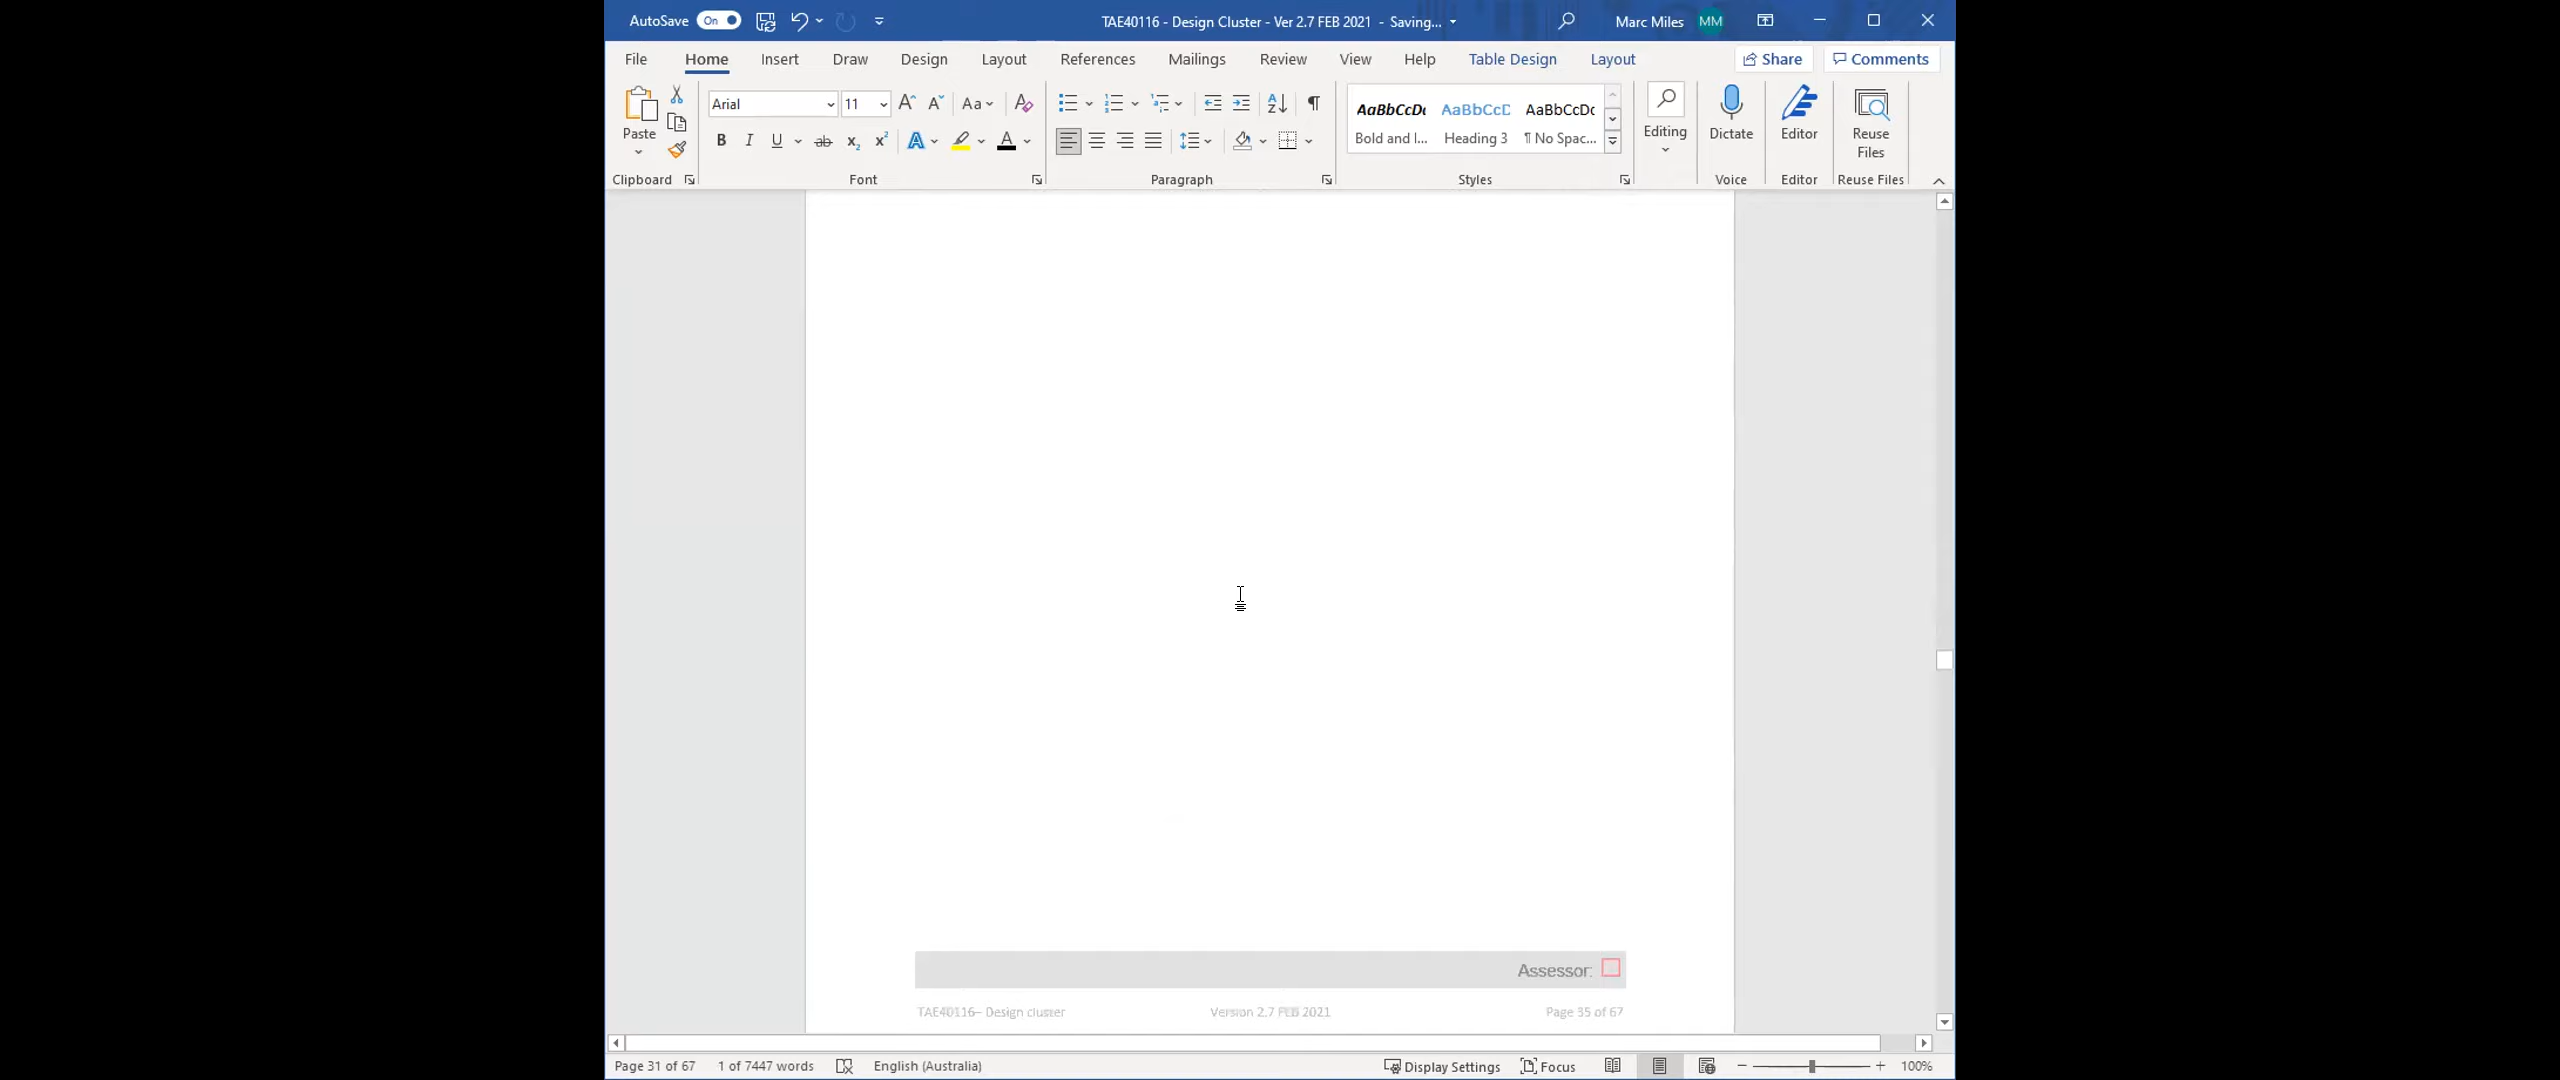 AutoSave On TAE40116 - Design Cluster - Ver 2.7 FEB 2021 - Saving... Marc Miles MM
File Home Insert Draw Design Layout References Mailings Review View Help Table Design Layout Share Comments
Paste Arial 11 Aa AaBbCcDc AaBbCcD AaBbCcDc Editing Dictate Editor Reuse Files
Bold and I... Heading 3 ¶ No Spac...
Clipboard Font Paragraph Styles Voice Editor Reuse Files
Assessor:
TAE40116– Design cluster Version 2.7 FEB 2021 Page 35 of 67
Page 31 of 67 1 of 7447 words English (Australia) Display Settings Focus 100%